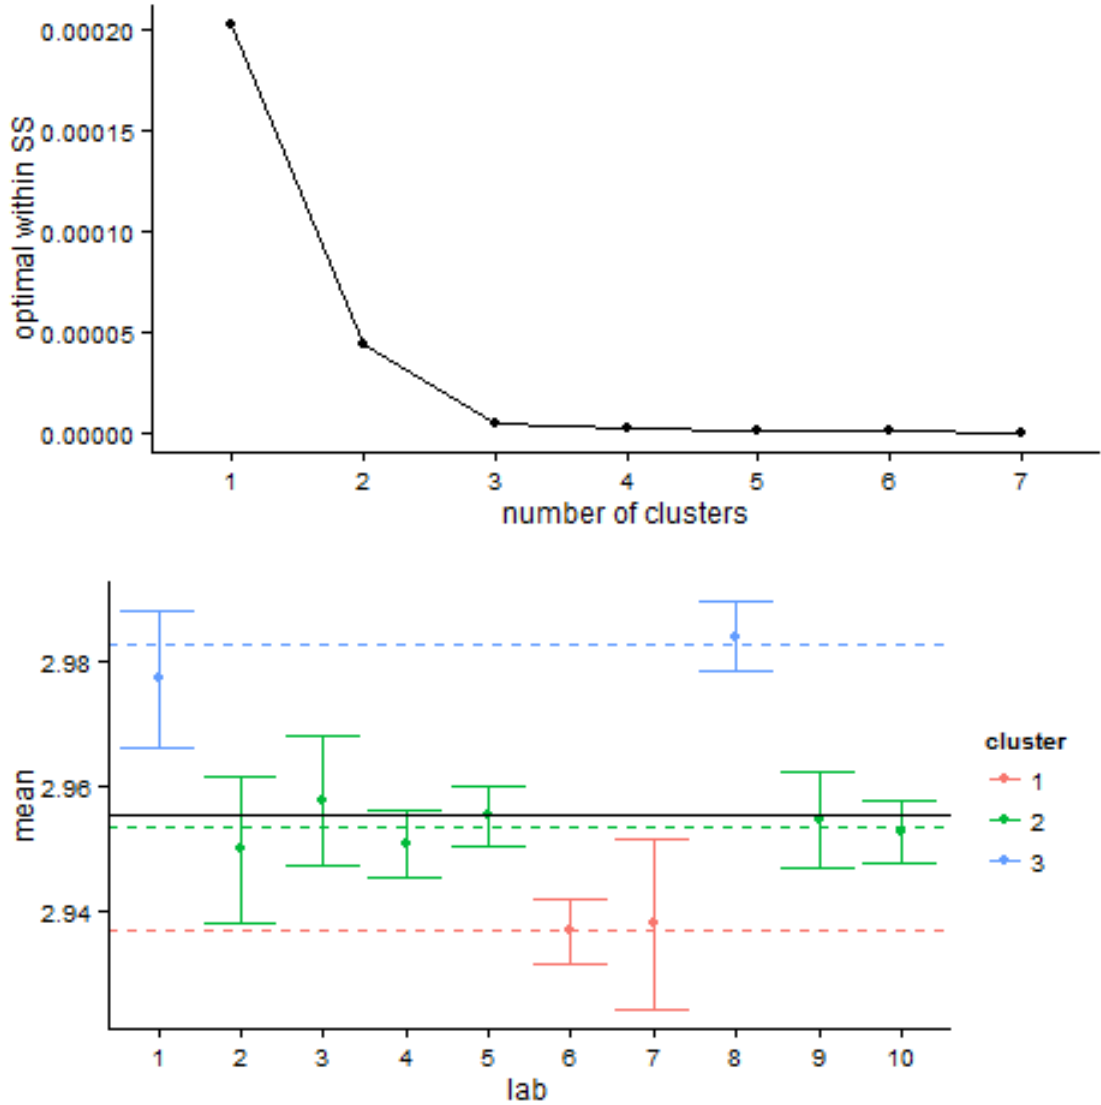 optimal within SS
0.00020
0.00015
0.00010
0.00005
0.00000
1 2 3 4 5 6 7
number of clusters
mean
2.98
2.96
2.94
1 2 3 4 5 6 7 8 9 10
lab
cluster
1
2
3